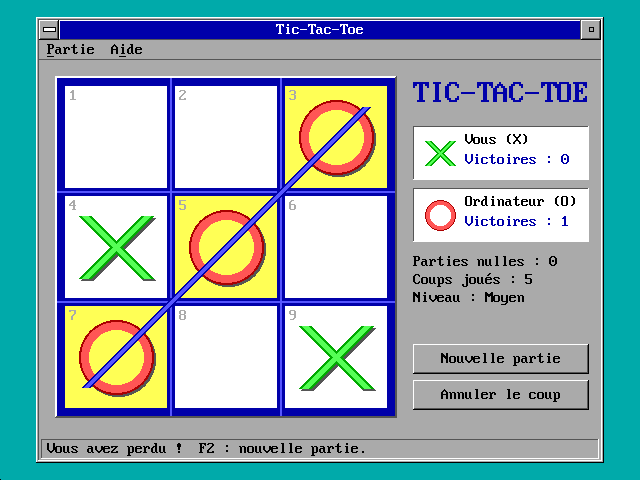 Tic-Tac-Toe
Partie Aide
1 2 3
4 5 6
7 8 9
TIC-TAC-TOE
Vous (X)
Victoires : 0
Ordinateur (O)
Victoires : 1
Parties nulles : 0
Coups joués : 5
Niveau : Moyen
Nouvelle partie
Annuler le coup
Vous avez perdu ! F2 : nouvelle partie.